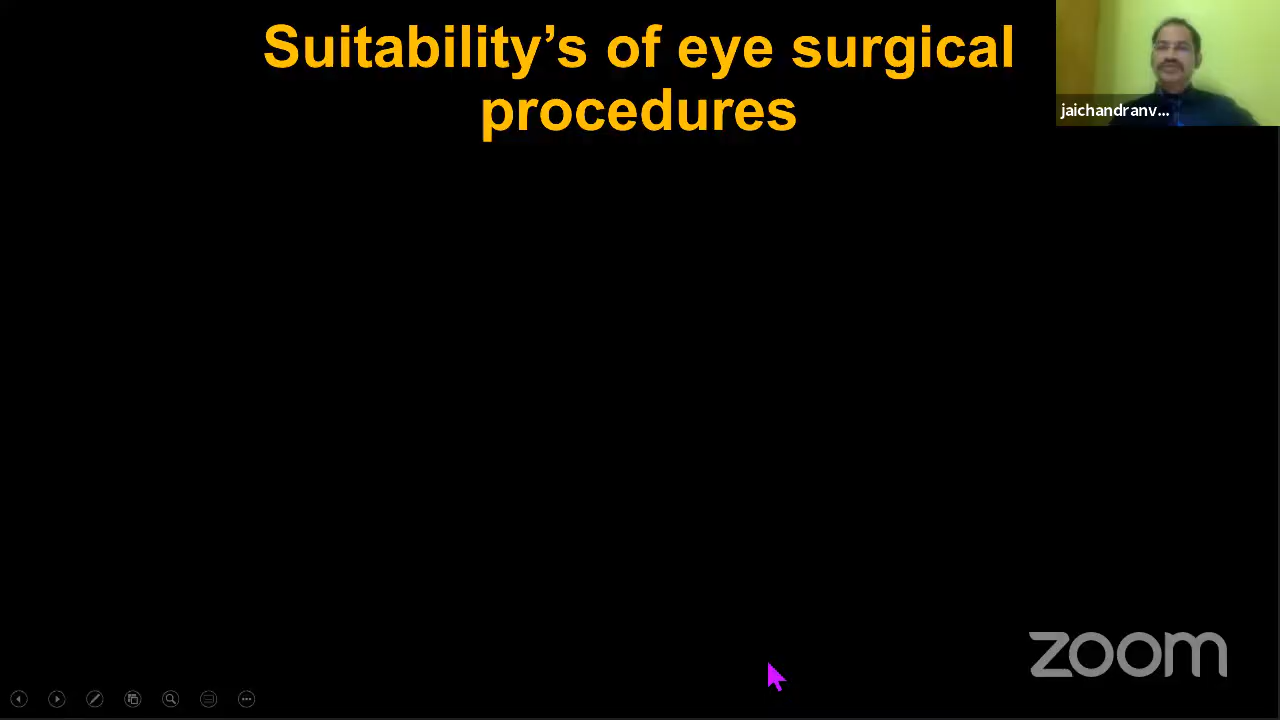 Suitability’s of eye surgical
procedures
jaichandranv...
zoom